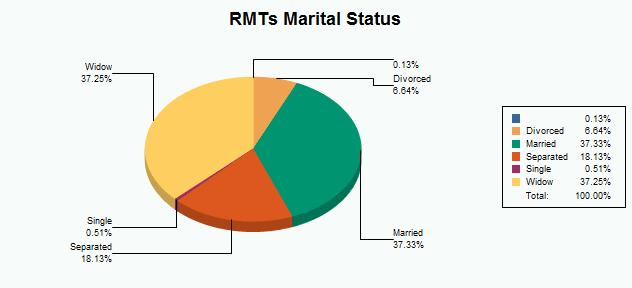 RMTs Marital Status
0.13%
Divorced
6.64%
Widow
37.25%
Married
37.33%
Single
0.51%
Separated
18.13%
0.13%
Divorced 6.64%
Married 37.33%
Separated 18.13%
Single 0.51%
Widow 37.25%
Total: 100.00%